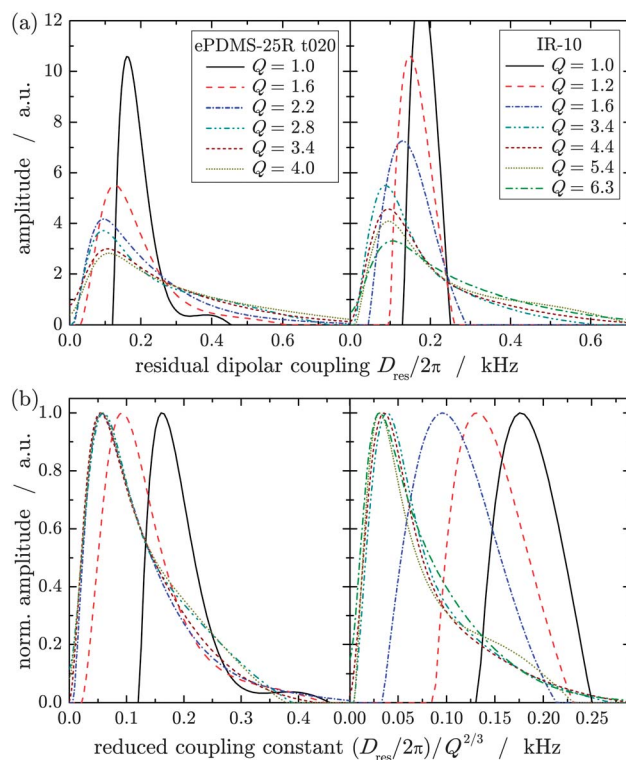 (a)
12
10
8
6
4
2
0
amplitude / a.u.
ePDMS-25R t020
Q = 1.0
Q = 1.6
Q = 2.2
Q = 2.8
Q = 3.4
Q = 4.0
IR-10
Q = 1.0
Q = 1.2
Q = 1.6
Q = 3.4
Q = 4.4
Q = 5.4
Q = 6.3
0.0 0.2 0.4 0.6 0.0 0.2 0.4 0.6
residual dipolar coupling D_res/2π / kHz
(b)
1.0
0.8
0.6
0.4
0.2
0.0
norm. amplitude / a.u.
0.0 0.1 0.2 0.3 0.4 0.00 0.05 0.10 0.15 0.20 0.25
reduced coupling constant (D_res/2π)/Q^2/3 / kHz